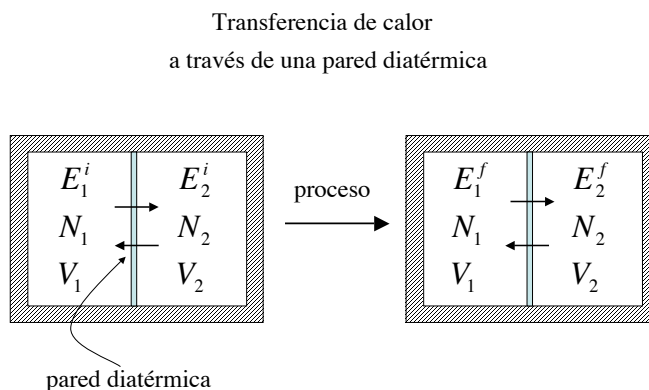 Transferencia de calor
a través de una pared diatérmica
E₁ⁱ E₂ⁱ
N₁ N₂
V₁ V₂
proceso
E₁ᶠ E₂ᶠ
N₁ N₂
V₁ V₂
pared diatérmica